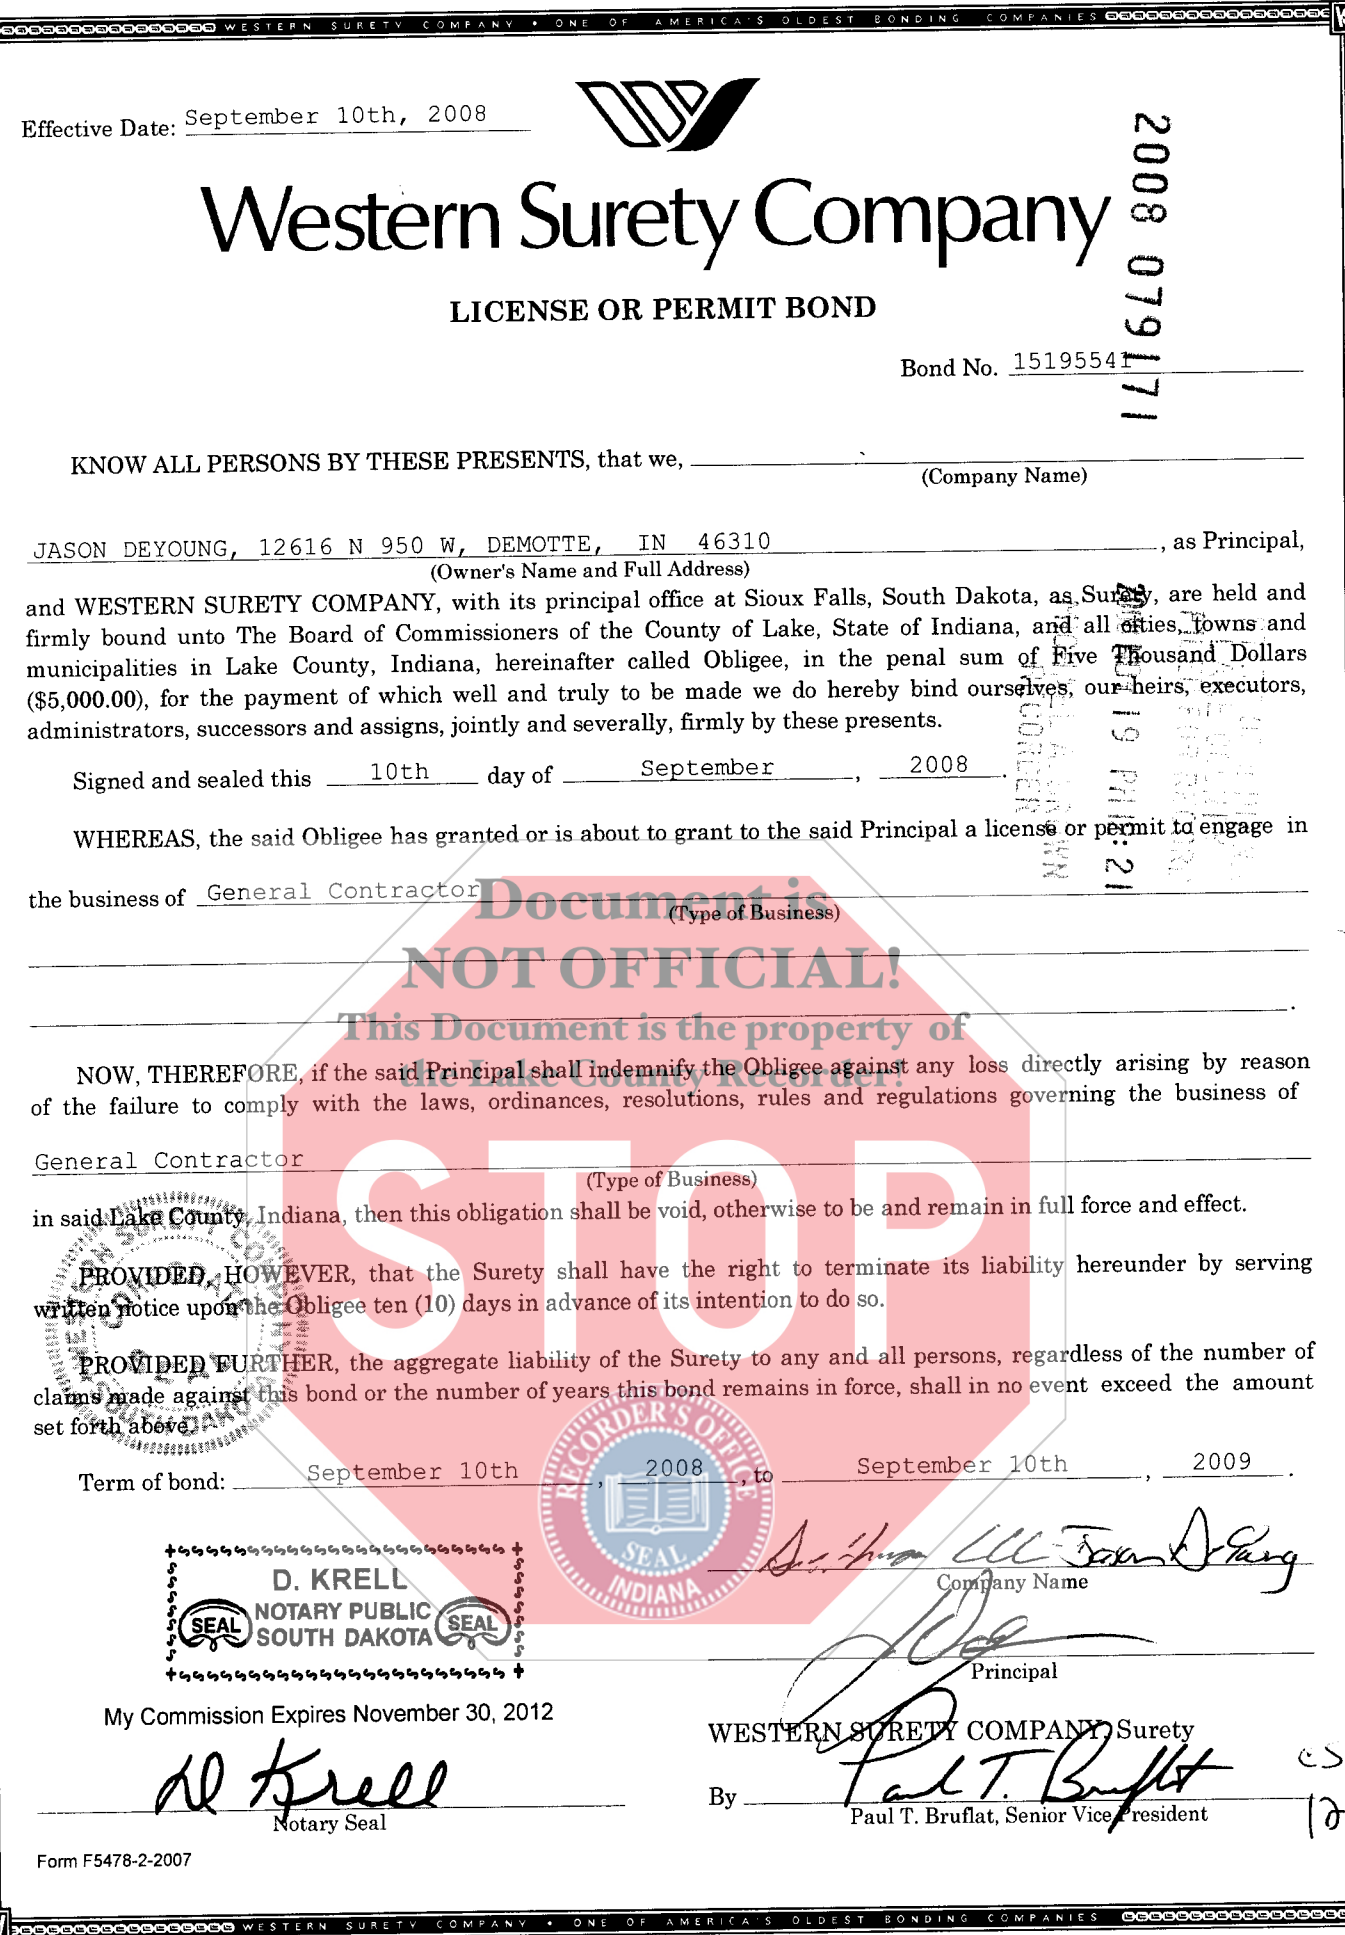 WESTERN SURETY COMPANY • ONE OF AMERICA'S OLDEST BONDING COMPANIES
Effective Date: September 10th, 2008
Western Surety Company
2008 079171
LICENSE OR PERMIT BOND
Bond No. 15195541
KNOW ALL PERSONS BY THESE PRESENTS, that we,
(Company Name)
JASON DEYOUNG, 12616 N 950 W, DEMOTTE, IN 46310, as Principal,
(Owner's Name and Full Address)
and WESTERN SURETY COMPANY, with its principal office at Sioux Falls, South Dakota, as Surety, are held and
firmly bound unto The Board of Commissioners of the County of Lake, State of Indiana, and all cities, towns and
municipalities in Lake County, Indiana, hereinafter called Obligee, in the penal sum of Five Thousand Dollars
($5,000.00), for the payment of which well and truly to be made we do hereby bind ourselves, our heirs, executors,
administrators, successors and assigns, jointly and severally, firmly by these presents.
Signed and sealed this 10th day of September, 2008.
WHEREAS, the said Obligee has granted or is about to grant to the said Principal a license or permit to engage in
the business of General Contractor
(Type of Business)
Document is
NOT OFFICIAL!
This Document is the property of
the Lake County Recorder!
NOW, THEREFORE, if the said Principal shall indemnify the Obligee against any loss directly arising by reason
of the failure to comply with the laws, ordinances, resolutions, rules and regulations governing the business of
General Contractor
(Type of Business)
STOP
in said Lake County, Indiana, then this obligation shall be void, otherwise to be and remain in full force and effect.
PROVIDED, HOWEVER, that the Surety shall have the right to terminate its liability hereunder by serving
written notice upon the Obligee ten (10) days in advance of its intention to do so.
PROVIDED FURTHER, the aggregate liability of the Surety to any and all persons, regardless of the number of
claims made against this bond or the number of years this bond remains in force, shall in no event exceed the amount
set forth above.
Term of bond: September 10th, 2008, to September 10th, 2009.
RECORDER'S OFFICE
SEAL
INDIANA
D. KRELL
NOTARY PUBLIC
SOUTH DAKOTA
SEAL SEAL
Company Name
Principal
My Commission Expires November 30, 2012
WESTERN SURETY COMPANY, Surety
D Krell
By Paul T. Bruflat
Notary Seal
Paul T. Bruflat, Senior Vice President
Form F5478-2-2007
WESTERN SURETY COMPANY • ONE OF AMERICA'S OLDEST BONDING COMPANIES